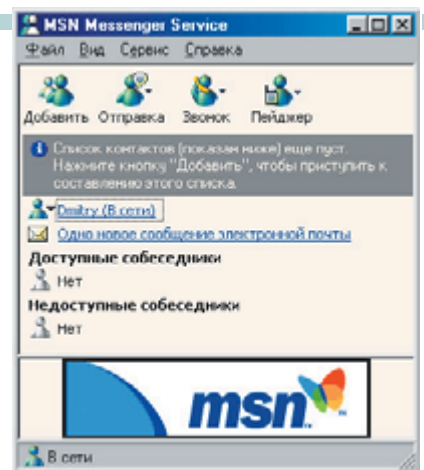 MSN Messenger Service
Файл Вид Сервис Справка
Добавить Отправка Звонок Пейджер
Список контактов (показан ниже) еще пуст.
Нажмите кнопку "Добавить", чтобы приступить к
составлению этого списка.
Dmitry (В сети)
Одно новое сообщение электронной почты
Доступные собеседники
Нет
Недоступные собеседники
Нет
msn
В сети